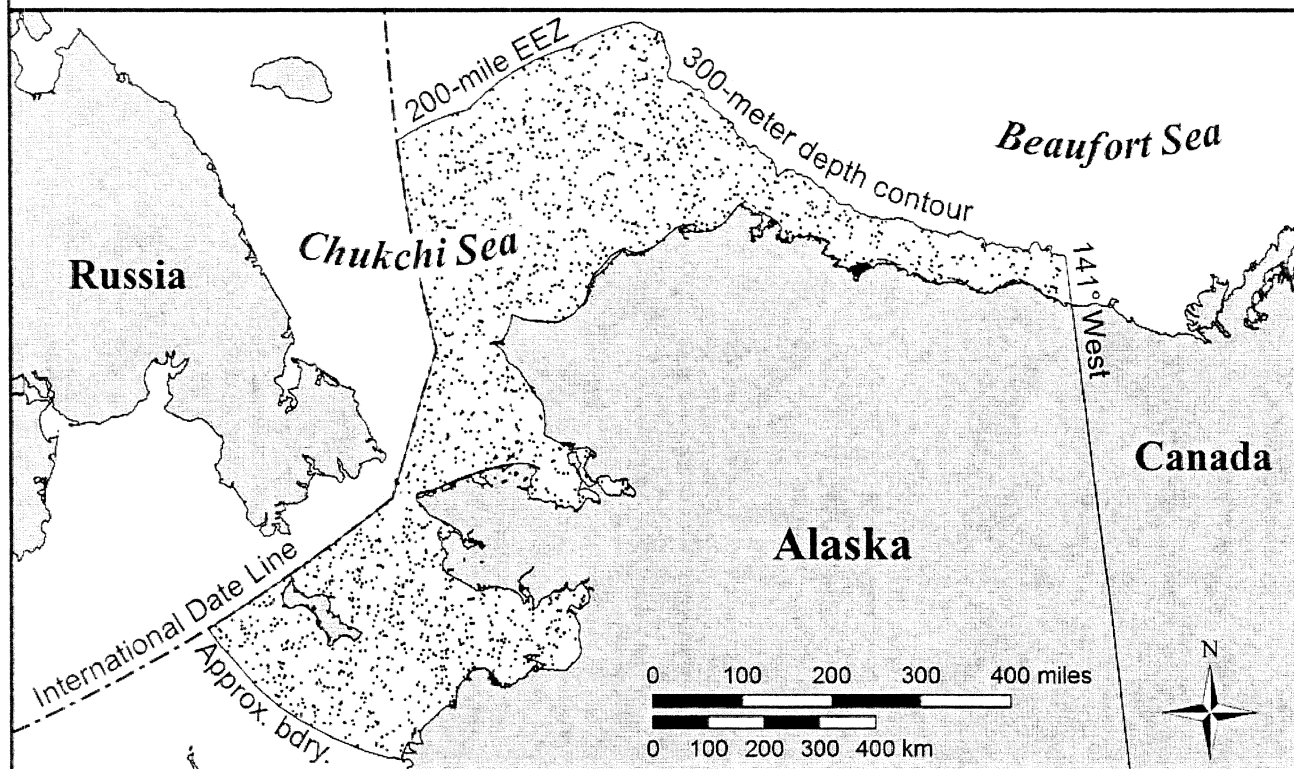 200-mile EEZ
300-meter depth contour
Beaufort Sea
Chukchi Sea
Russia
141° West
Canada
Alaska
International Date Line
Approx. bdry.
N
0 100 200 300 400 miles
0 100 200 300 400 km